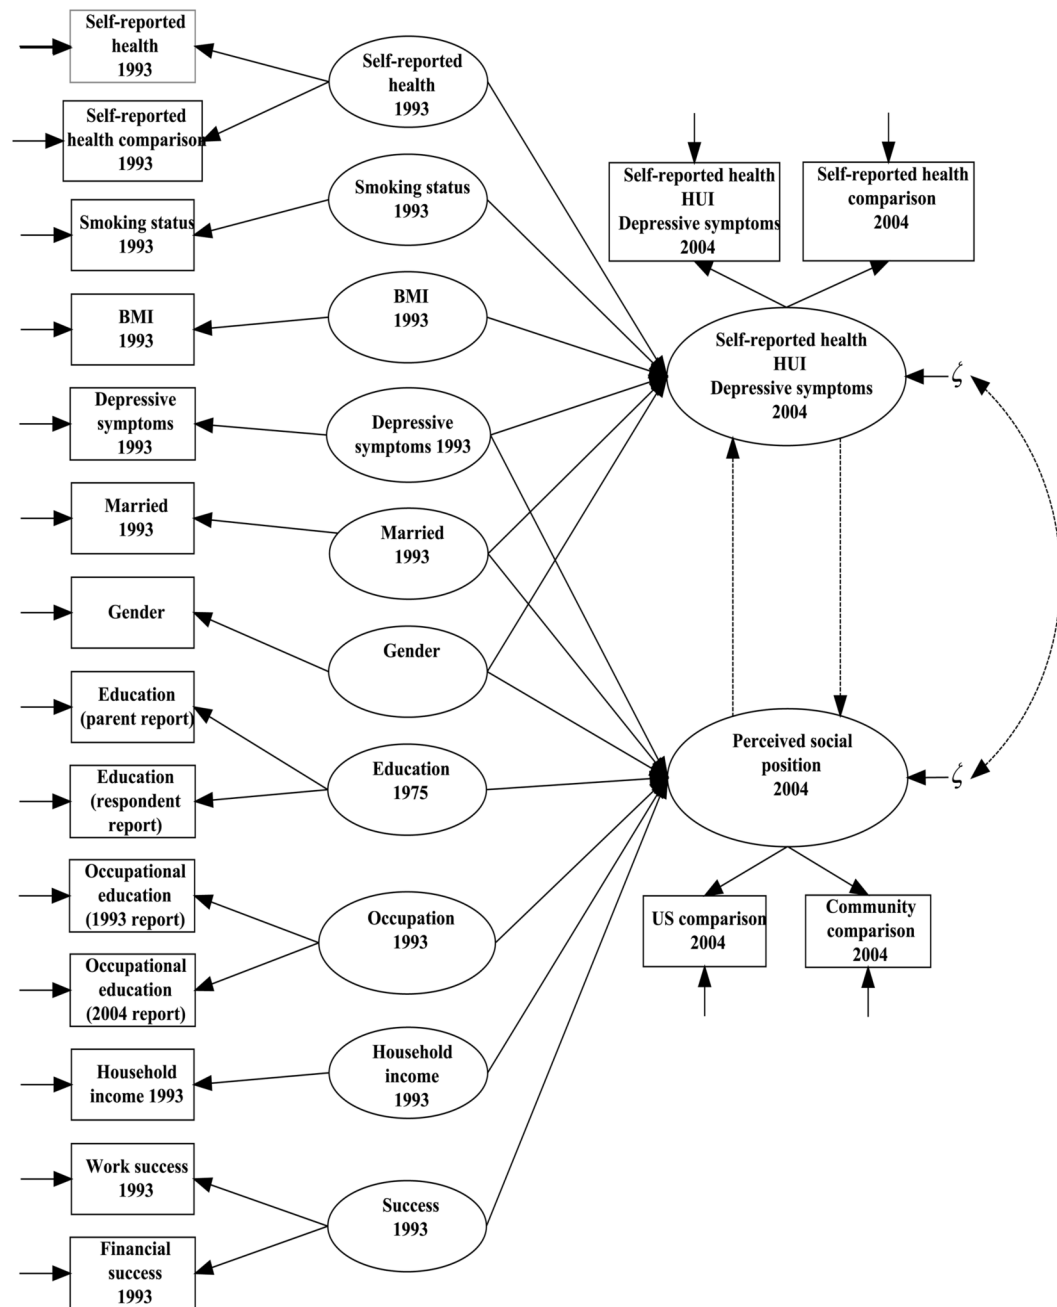 Self-reported
health
1993
Self-reported
health comparison
1993
Smoking status
1993
BMI
1993
Depressive
symptoms
1993
Married
1993
Gender
Education
(parent report)
Education
(respondent
report)
Occupational
education
(1993 report)
Occupational
education
(2004 report)
Household
income 1993
Work success
1993
Financial
success
1993
Self-reported
health
1993
Smoking status
1993
BMI
1993
Depressive
symptoms 1993
Married
1993
Gender
Education
1975
Occupation
1993
Household
income
1993
Success
1993
Self-reported health
HUI
Depressive symptoms
2004
Self-reported health
comparison
2004
Self-reported health
HUI
Depressive symptoms
2004
ζ
Perceived social
position
2004
ζ
US comparison
2004
Community
comparison
2004